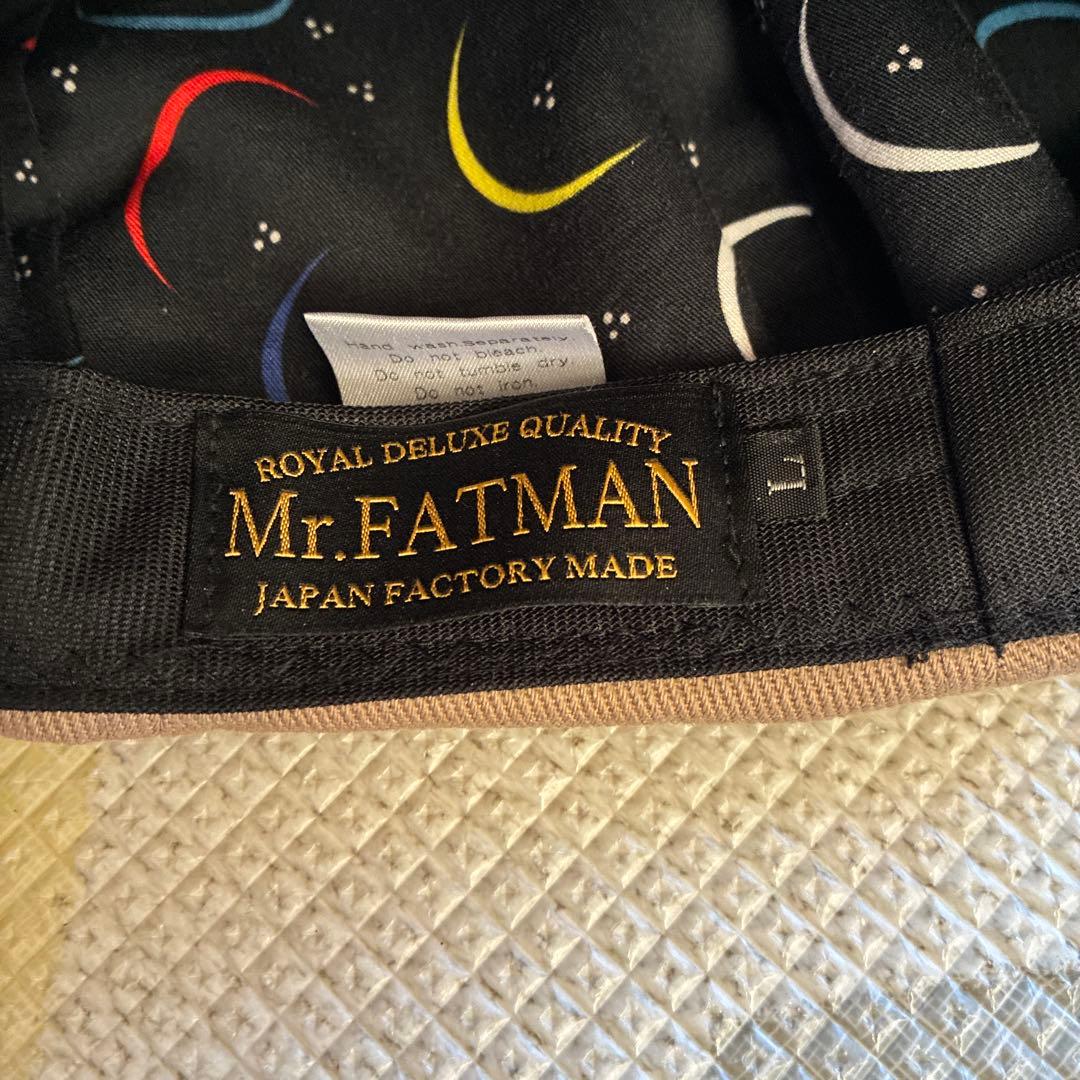 Hand wash separately
Do not bleach.
Do not tumble dry.
Do not iron.
ROYAL DELUXE QUALITY
Mr.FATMAN
JAPAN FACTORY MADE
L